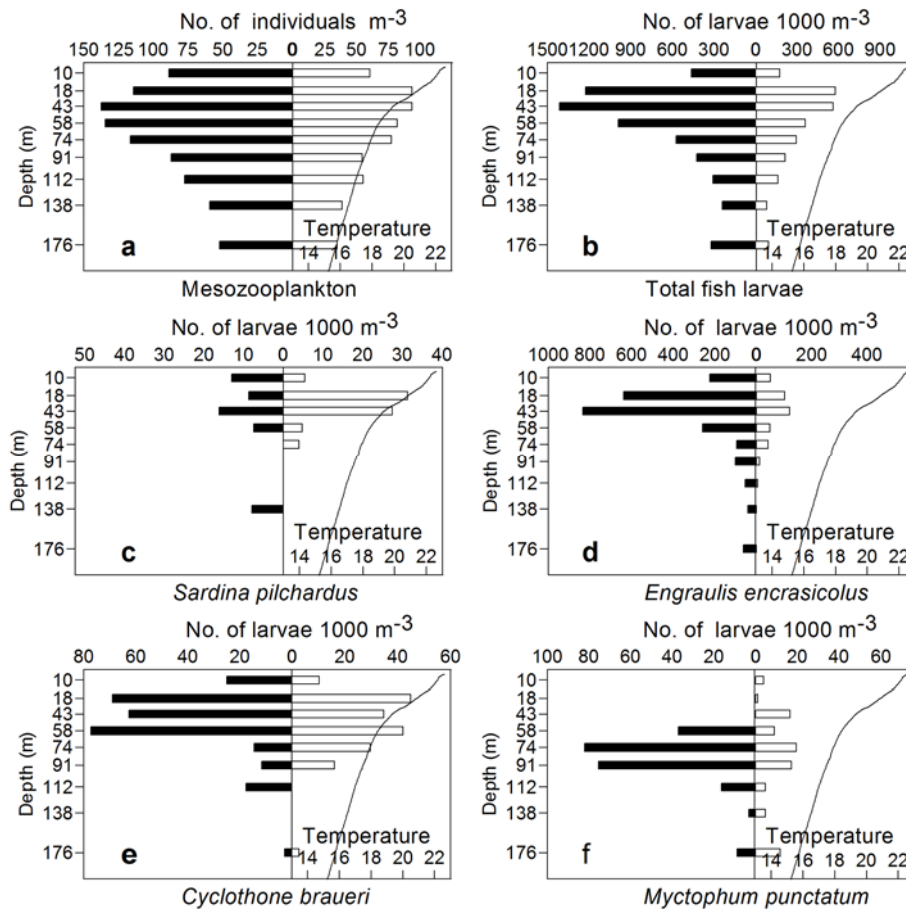 No. of individuals m-3
150 125 100 75 50 25 0 25 50 75 100
Depth (m)
10
18
43
58
74
91
112
138
176
a
Temperature
14 16 18 20 22
Mesozooplankton
No. of larvae 1000 m-3
1500 1200 900 600 300 0 300 600 900
Depth (m)
10
18
43
58
74
91
112
138
176
b
Temperature
14 16 18 20 22
Total fish larvae
No. of larvae 1000 m-3
50 40 30 20 10 0 10 20 30 40
Depth (m)
10
18
43
58
74
91
112
138
176
c
Temperature
14 16 18 20 22
Sardina pilchardus
No. of larvae 1000 m-3
1000 800 600 400 200 0 200 400
Depth (m)
10
18
43
58
74
91
112
138
176
d
Temperature
14 16 18 20 22
Engraulis encrasicolus
No. of larvae 1000 m-3
80 60 40 20 0 20 40 60
Depth (m)
10
18
43
58
74
91
112
138
176
e
Temperature
14 16 18 20 22
Cyclothone braueri
No. of larvae 1000 m-3
100 80 60 40 20 0 20 40 60
Depth (m)
10
18
43
58
74
91
112
138
176
f
Temperature
14 16 18 20 22
Myctophum punctatum